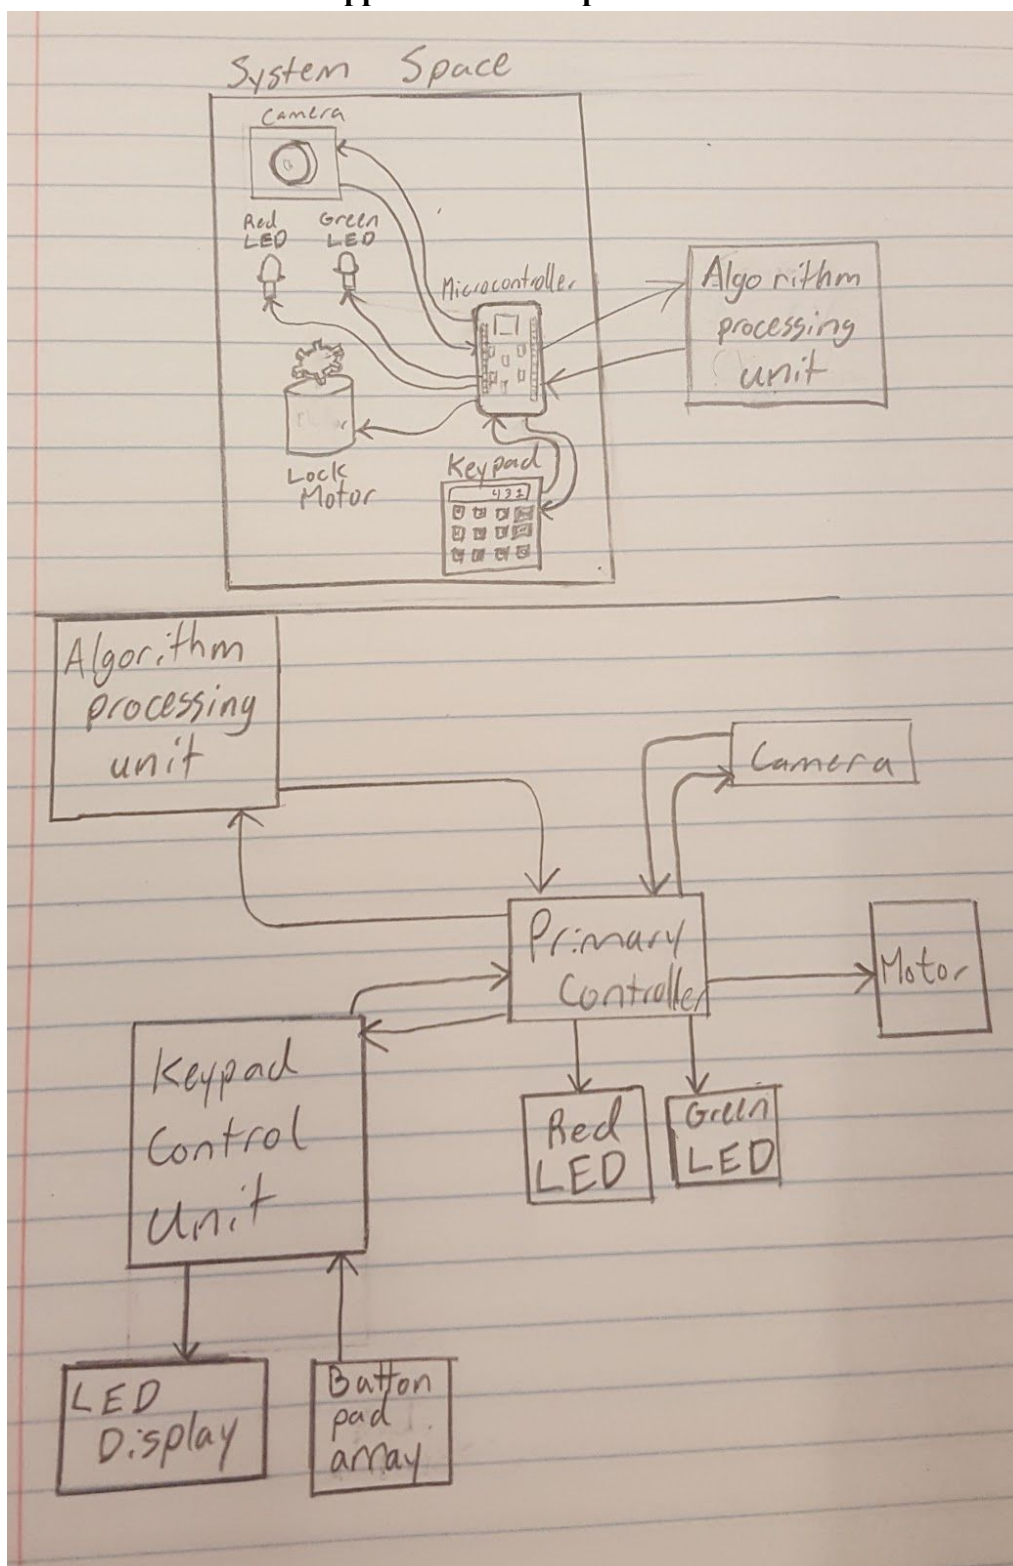 System Space
Camera
Red
LED
Green
LED
Microcontroller
Algorithm
processing
unit
Lock
Motor
Keypad
431
Algorithm
processing
unit
Camera
Primary
Controller
Motor
Keypad
Control
Unit
Red
LED
Green
LED
LED
Display
Button
pad
array